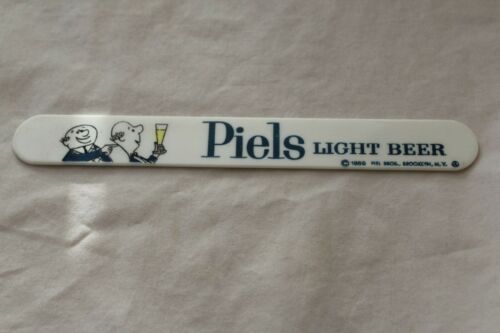 Piels LIGHT BEER
© PIEL BROS., BROOKLYN, N.Y.